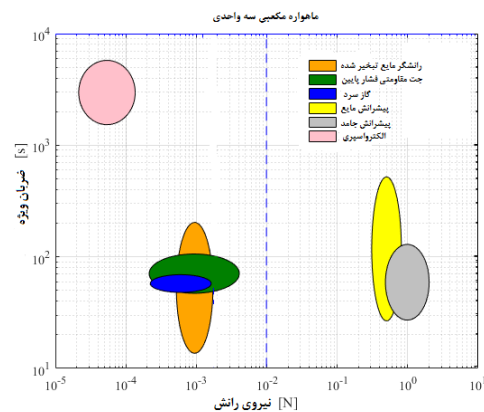 ماهواره مکعبی سه واحدی
رانشگر مایع تبخیر شده
جت مقاومتی فشار پایین
گاز سرد
پیشرانش مایع
پیشرانش جامد
الکترواسپری
ضربان ویژه [s]
10^4
10^3
10^2
10^1
10^-5
10^-4
10^-3
10^-2
10^-1
10^0
10^1
نیروی رانش [N]